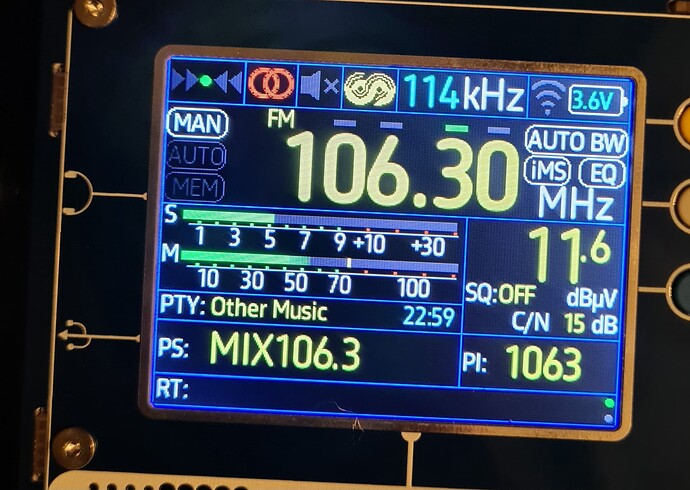 114kHz 3.6V
MAN FM AUTO BW
AUTO 106.30 iMS EQ
MEM MHz
S
1 3 5 7 9 +10 +30
11.6
M
10 30 50 70 100
SQ:OFF dBµV
PTY: Other Music 22:59 C/N 15 dB
PS: MIX106.3 PI: 1063
RT: